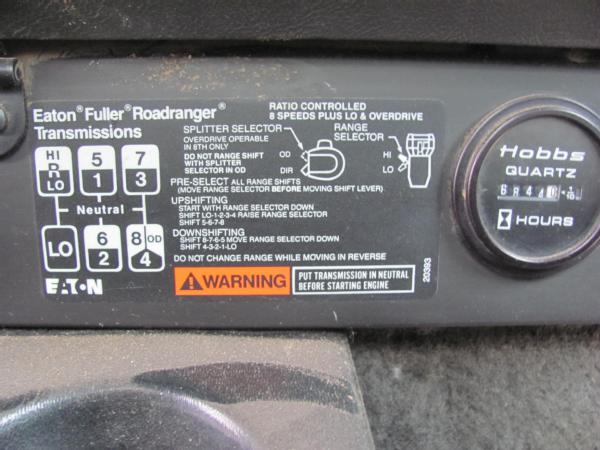 Eaton® Fuller® Roadranger®
Transmissions
RATIO CONTROLLED
8 SPEEDS PLUS LO & OVERDRIVE
SPLITTER SELECTOR
OVERDRIVE OPERABLE
IN 8TH ONLY
DO NOT RANGE SHIFT
WITH SPLITTER
SELECTOR IN OD
OD
DIR
RANGE
SELECTOR
HI
LO
HI
R
LO
5
1
7
3
Neutral
LO
6
2
8 OD
4
PRE-SELECT ALL RANGE SHIFTS
(MOVE RANGE SELECTOR BEFORE MOVING SHIFT LEVER)
UPSHIFTING
START WITH RANGE SELECTOR DOWN
SHIFT LO-1-2-3-4 RAISE RANGE SELECTOR
SHIFT 5-6-7-8
DOWNSHIFTING
SHIFT 8-7-6-5 MOVE RANGE SELECTOR DOWN
SHIFT 4-3-2-1-LO
DO NOT CHANGE RANGE WHILE MOVING IN REVERSE
EATON
WARNING
PUT TRANSMISSION IN NEUTRAL
BEFORE STARTING ENGINE
20393
Hobbs
QUARTZ
HOURS